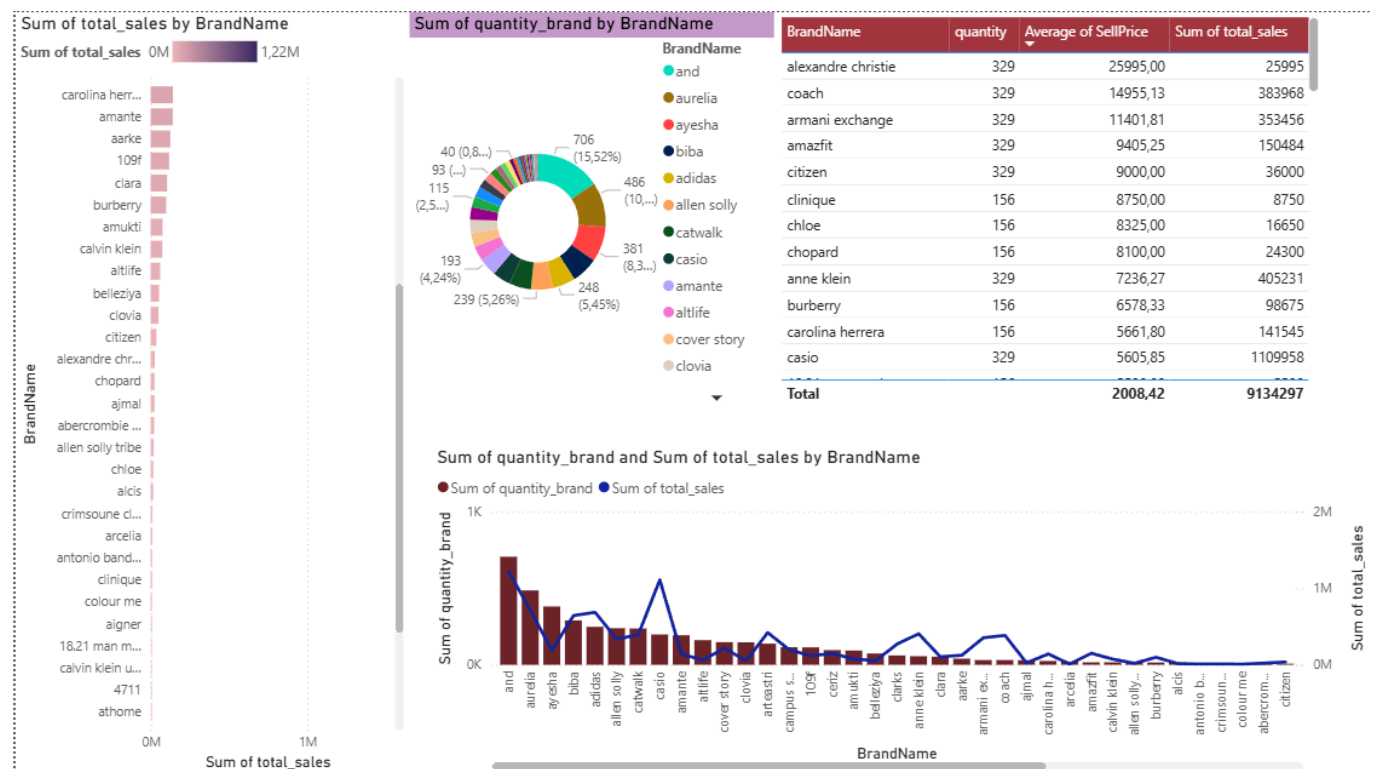 Sum of total_sales by BrandName
Sum of total_sales 0M 1,22M
BrandName
carolina herr...
amante
aarke
109f
clara
burberry
amukti
calvin klein
altlife
belleziya
clovia
citizen
alexandre chr...
chopard
ajmal
abercrombie ...
allen solly tribe
chloe
alcis
crimsoune cl...
arcelia
antonio band...
clinique
colour me
aigner
18.21 man m...
calvin klein u...
4711
athome
0M 1M
Sum of total_sales
Sum of quantity_brand by BrandName
706
(15,52%)
486
(10,...)
381
(8,3...)
248
(5,45%)
239 (5,26%)
193
(4,24%)
115
(2,5...)
93 (...)
40 (0,8...)
BrandName
and
aurelia
ayesha
biba
adidas
allen solly
catwalk
casio
amante
altlife
cover story
clovia
BrandName quantity Average of SellPrice Sum of total_sales
alexandre christie 329 25995,00 25995
coach 329 14955,13 383968
armani exchange 329 11401,81 353456
amazfit 329 9405,25 150484
citizen 329 9000,00 36000
clinique 156 8750,00 8750
chloe 156 8325,00 16650
chopard 156 8100,00 24300
anne klein 329 7236,27 405231
burberry 156 6578,33 98675
carolina herrera 156 5661,80 141545
casio 329 5605,85 1109958
Total 2008,42 9134297
Sum of quantity_brand and Sum of total_sales by BrandName
Sum of quantity_brand Sum of total_sales
Sum of quantity_brand
1K
0K
2M
1M
0M
Sum of total_sales
and
aurelia
ayesha
biba
adidas
allen solly
catwalk
casio
amante
altlife
cover story
clovia
arteastri
campus s...
109f
ceriz
amukti
belleziya
clarks
anne klein
clara
aarke
armani ex...
coach
ajmal
carolina h...
arcelia
amazfit
calvin klein
allen solly...
burberry
alcis
antonio b...
crimsoun...
colour me
abercrom...
citizen
BrandName